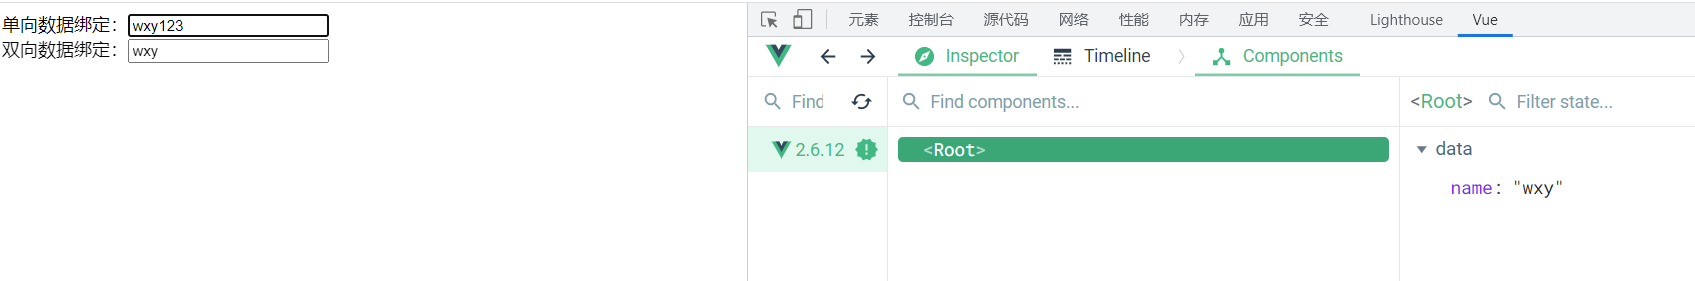 单向数据绑定：wxy123
双向数据绑定：wxy
元素 控制台 源代码 网络 性能 内存 应用 安全 Lighthouse Vue
Inspector Timeline Components
Find Find components... <Root> Filter state...
2.6.12 <Root> data
name: "wxy"